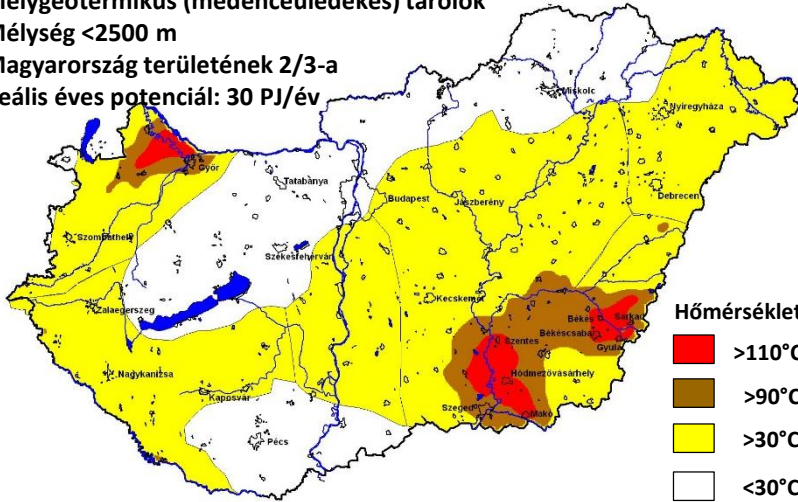 Mélygeotermikus (medenceüledékes) tárolók
Mélység <2500 m
Magyarország területének 2/3-a
eális éves potenciál: 30 PJ/év
Miskolc
Nyíregyháza
Győr
Tatabánya
Budapest
Jászberény
Debrecen
Szombathely
Székesfehérvár
Zalaegerszeg
Kecskemét
Hőmérséklet
Békés
Sarkad
Békéscsaba
Gyula
Szentes
>110°C
Nagykanizsa
Hódmezővásárhely
Kaposvár
>90°C
Szeged
Makó
Pécs
>30°C
<30°C